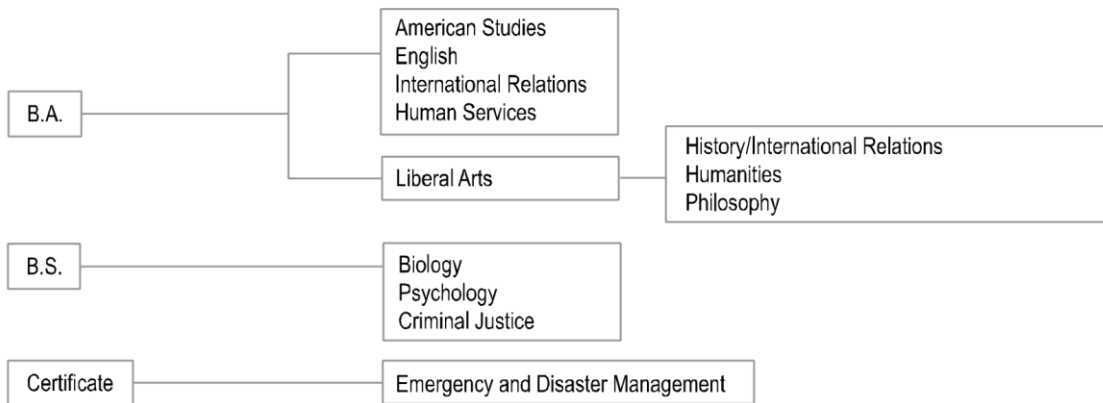 B.A.
American Studies
English
International Relations
Human Services
Liberal Arts
History/International Relations
Humanities
Philosophy
B.S.
Biology
Psychology
Criminal Justice
Certificate
Emergency and Disaster Management